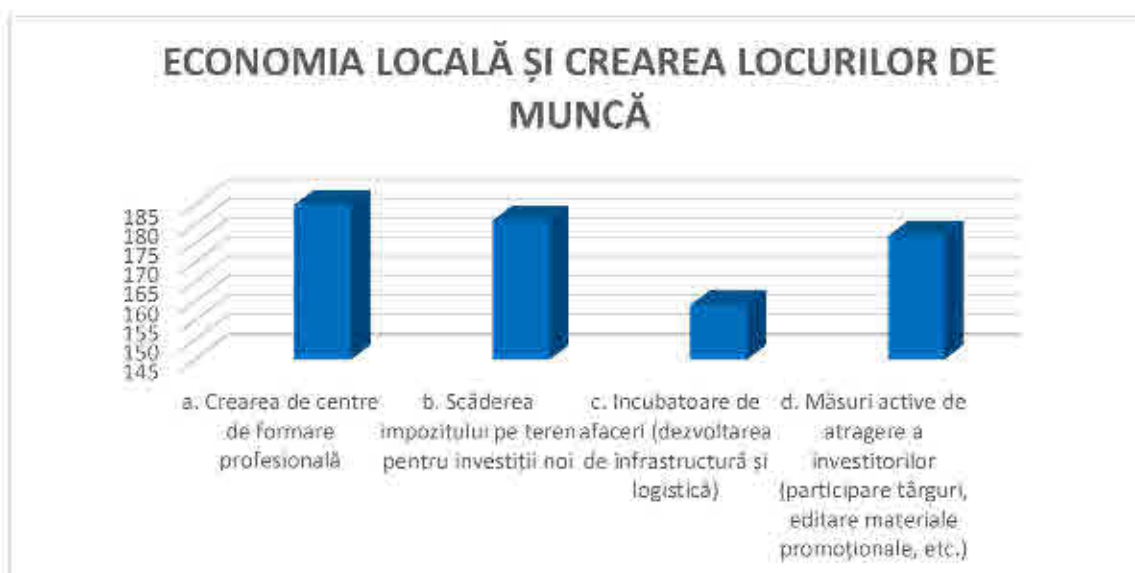 ECONOMIA LOCALĂ ȘI CREAREA LOCURILOR DE
MUNCĂ
185
180
175
170
165
160
155
150
145
a. Crearea de centre
de formare
profesională
b. Scăderea
impozitului pe teren
pentru investiții noi
c. Incubatoare de
afaceri (dezvoltarea
de infrastructură și
logistică)
d. Măsuri active de
atragere a
investitorilor
(participare târguri,
editare materiale
promoționale, etc.)